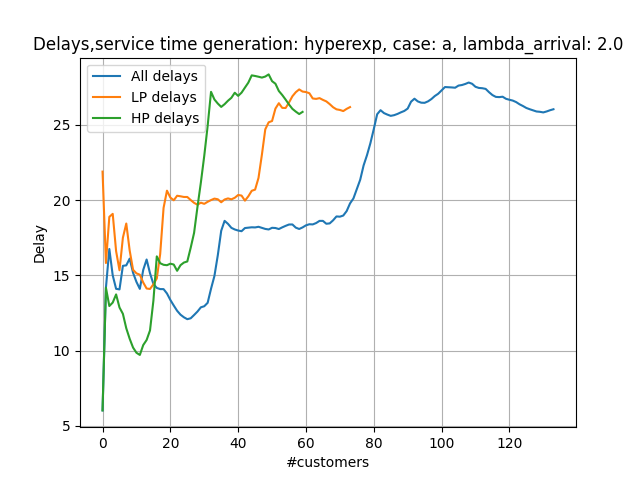 Delays,service time generation: hyperexp, case: a, lambda_arrival: 2.0
All delays
LP delays
HP delays
Delay
25
20
15
10
5
0 20 40 60 80 100 120
#customers